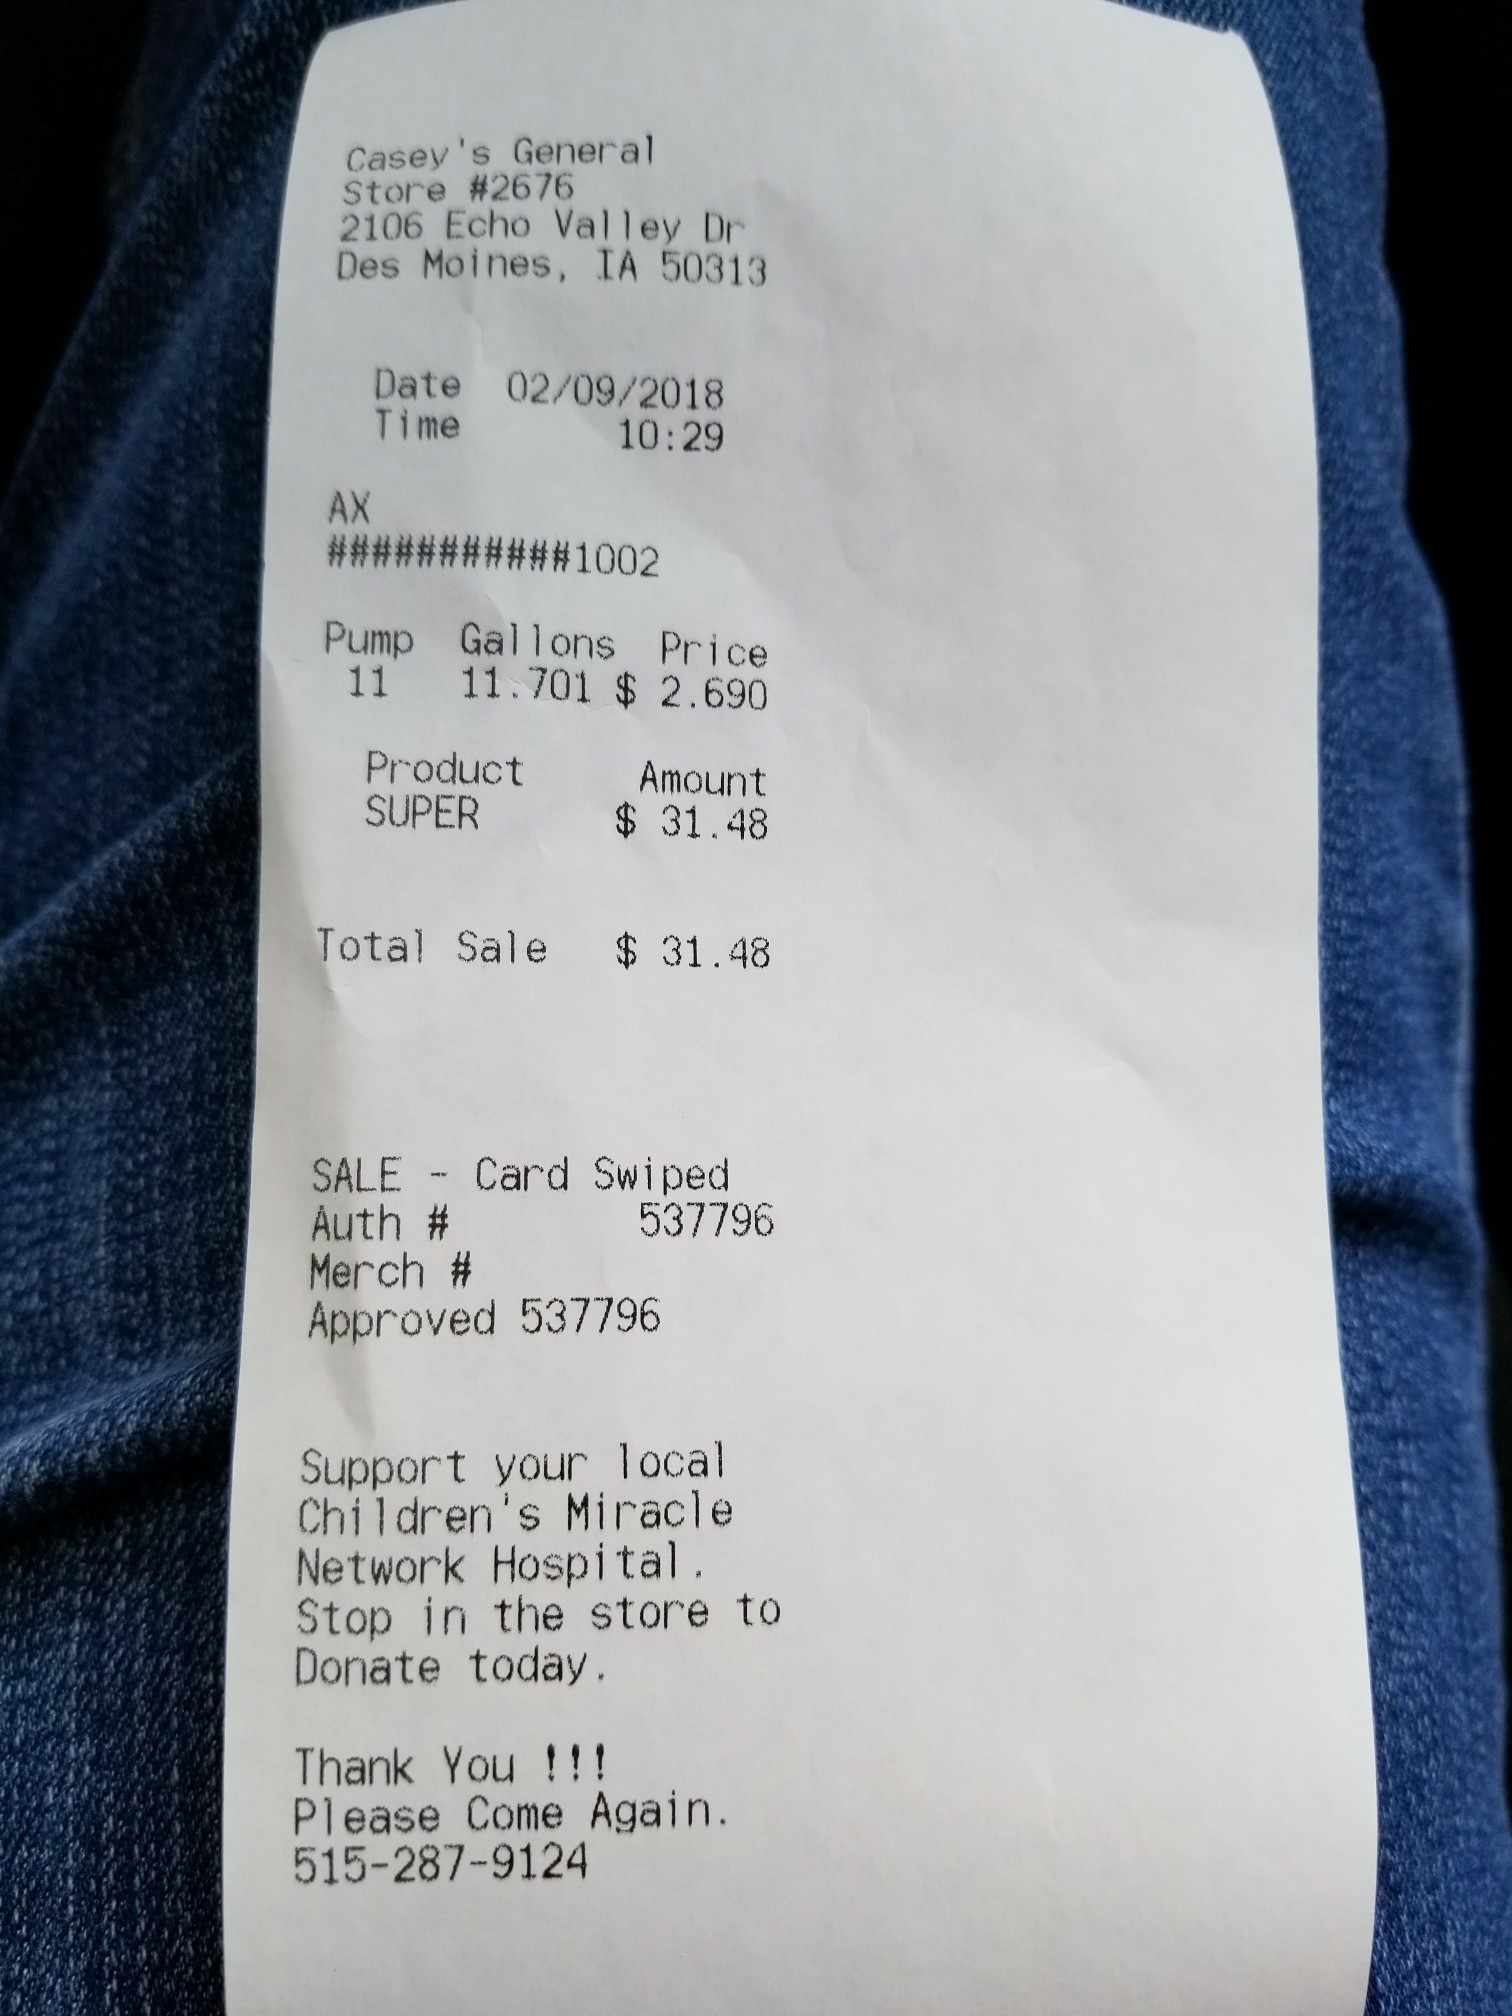 Casey's General
Store #2676
2106 Echo Valley Dr
Des Moines, IA 50313
Date 02/09/2018
Time 10:29
AX
###########1002
Pump Gallons Price
11 11.701 $ 2.690
Product Amount
SUPER $ 31.48
Total Sale $ 31.48
SALE - Card Swiped
Auth # 537796
Merch #
Approved 537796
Support your local
Children's Miracle
Network Hospital.
Stop in the store to
Donate today.
Thank You !!!
Please Come Again.
515-287-9124